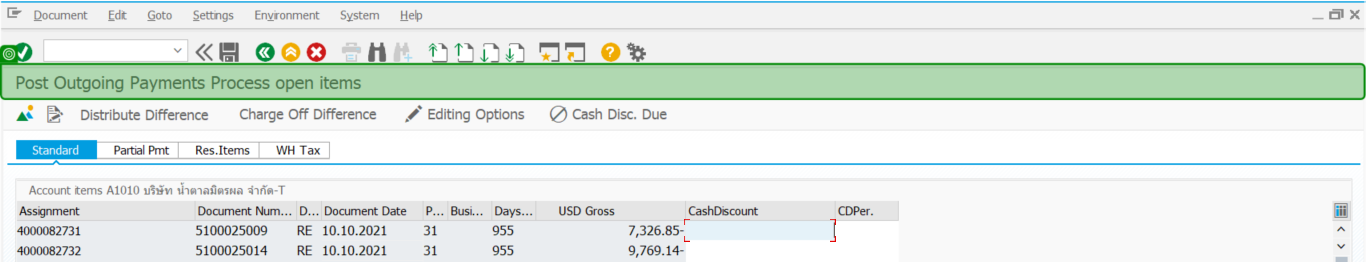 Document Edit Goto Settings Environment System Help
Post Outgoing Payments Process open items
Distribute Difference Charge Off Difference Editing Options Cash Disc. Due
Standard Partial Pmt Res.Items WH Tax
Account items A1010 บริษัท น้ำตาลมิตรผล จำกัด-T
Assignment Document Num... D... Document Date P... Busi... Days... USD Gross CashDiscount CDPer.
4000082731 5100025009 RE 10.10.2021 31 955 7,326.85-
4000082732 5100025014 RE 10.10.2021 31 955 9,769.14-